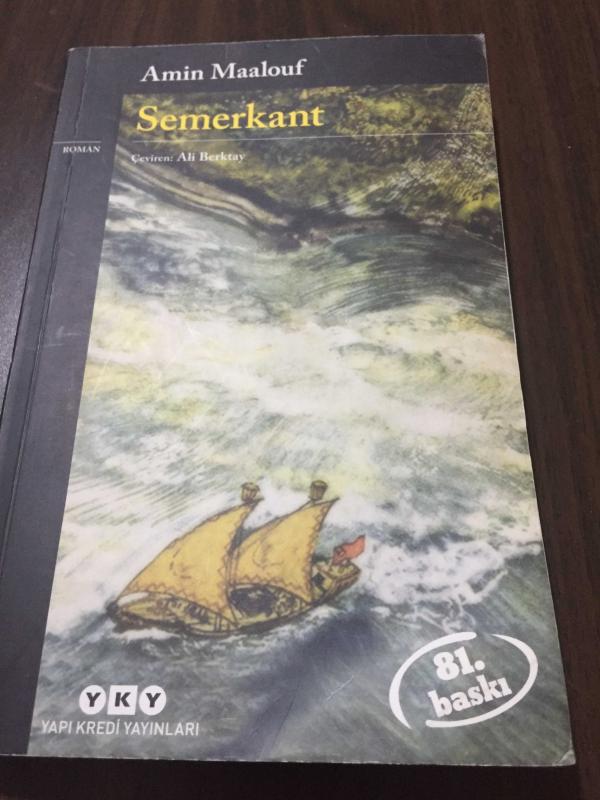 Amin Maalouf
Semerkant
ROMAN
Çeviren: Ali Berktay
81.
baskı
YKY
YAPI KREDİ YAYINLARI